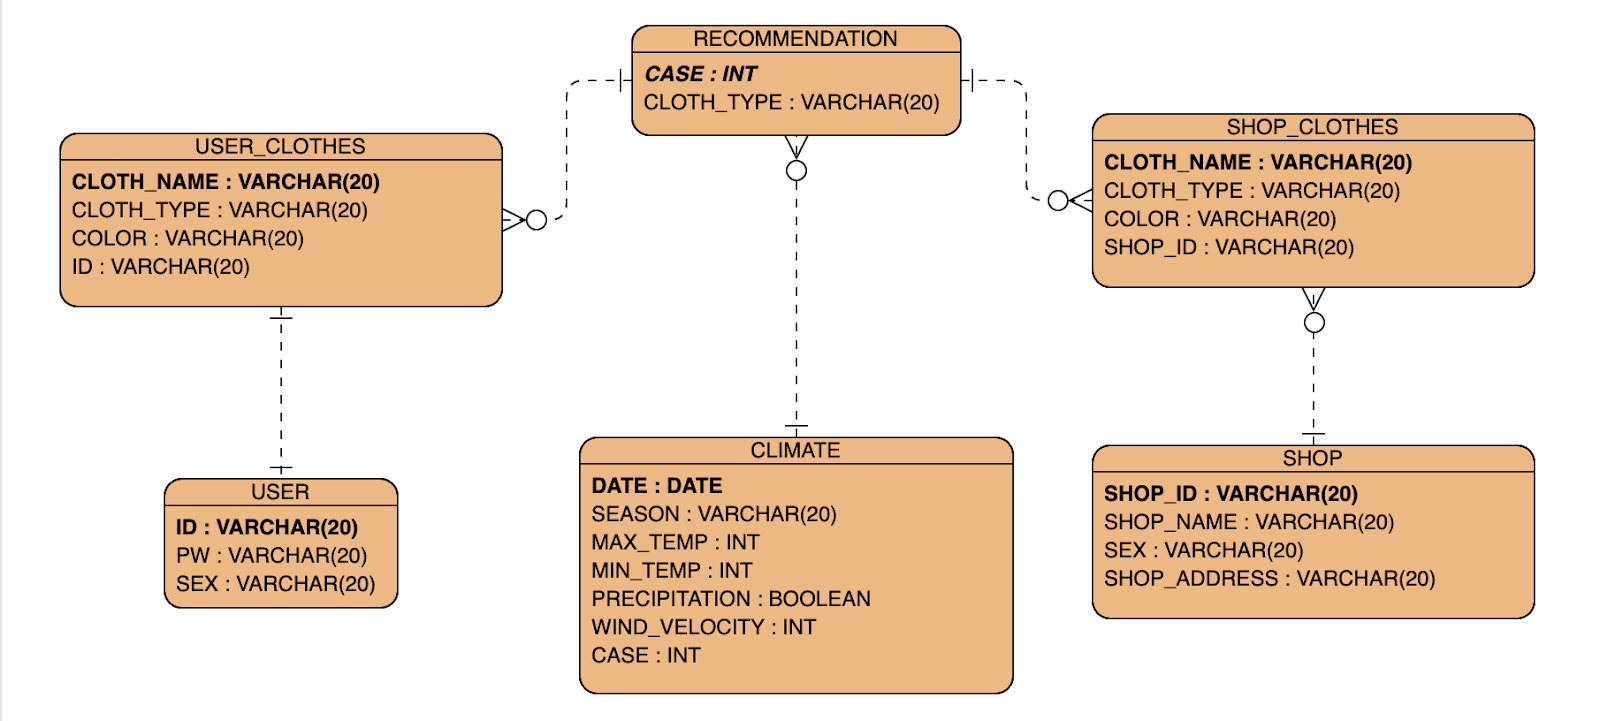 RECOMMENDATION
CASE : INT
CLOTH_TYPE : VARCHAR(20)
USER_CLOTHES
CLOTH_NAME : VARCHAR(20)
CLOTH_TYPE : VARCHAR(20)
COLOR : VARCHAR(20)
ID : VARCHAR(20)
SHOP_CLOTHES
CLOTH_NAME : VARCHAR(20)
CLOTH_TYPE : VARCHAR(20)
COLOR : VARCHAR(20)
SHOP_ID : VARCHAR(20)
USER
ID : VARCHAR(20)
PW : VARCHAR(20)
SEX : VARCHAR(20)
CLIMATE
DATE : DATE
SEASON : VARCHAR(20)
MAX_TEMP : INT
MIN_TEMP : INT
PRECIPITATION : BOOLEAN
WIND_VELOCITY : INT
CASE : INT
SHOP
SHOP_ID : VARCHAR(20)
SHOP_NAME : VARCHAR(20)
SEX : VARCHAR(20)
SHOP_ADDRESS : VARCHAR(20)